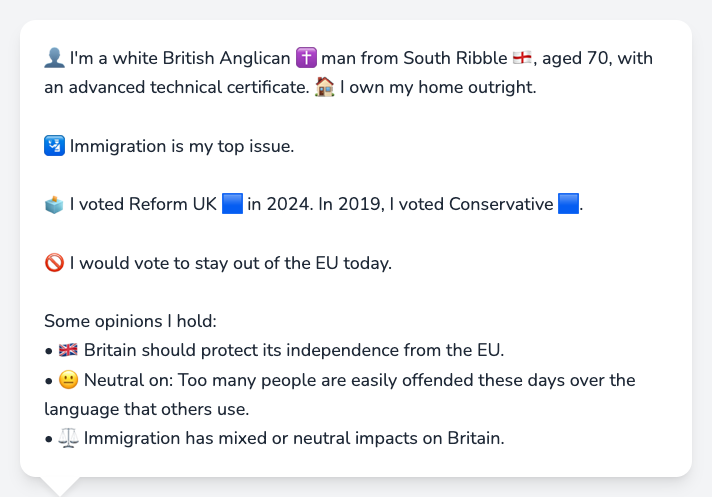 👤 I'm a white British Anglican ✝️ man from South Ribble 🏴󠁧󠁢󠁥󠁮󠁧󠁿, aged 70, with
an advanced technical certificate. 🏠 I own my home outright.
🛂 Immigration is my top issue.
🗳️ I voted Reform UK 🟦 in 2024. In 2019, I voted Conservative 🟦.
🚫 I would vote to stay out of the EU today.
Some opinions I hold:
• 🇬🇧 Britain should protect its independence from the EU.
• 😐 Neutral on: Too many people are easily offended these days over the
language that others use.
• ⚖️ Immigration has mixed or neutral impacts on Britain.